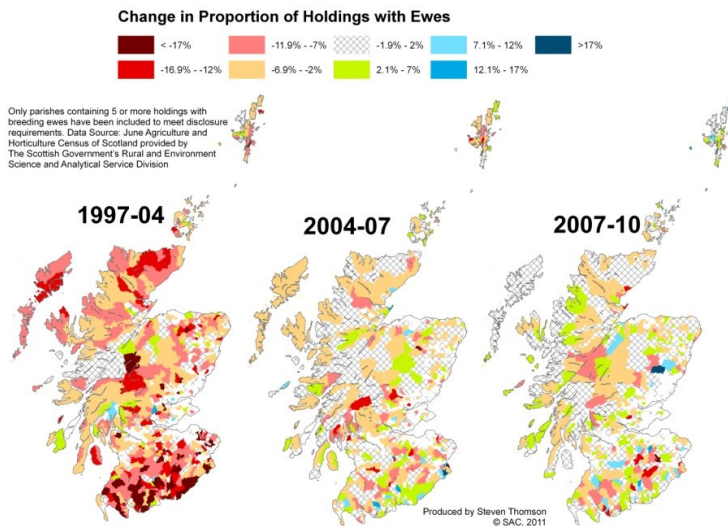 Change in Proportion of Holdings with Ewes
< -17%
-11.9% - -7%
-1.9% - 2%
7.1% - 12%
>17%
-16.9% - -12%
-6.9% - -2%
2.1% - 7%
12.1% - 17%
Only parishes containing 5 or more holdings with
breeding ewes have been included to meet disclosure
requirements. Data Source: June Agriculture and
Horticulture Census of Scotland provided by
The Scottish Government's Rural and Environment
Science and Analytical Service Division
1997-04
2004-07
2007-10
Produced by Steven Thomson
© SAC, 2011